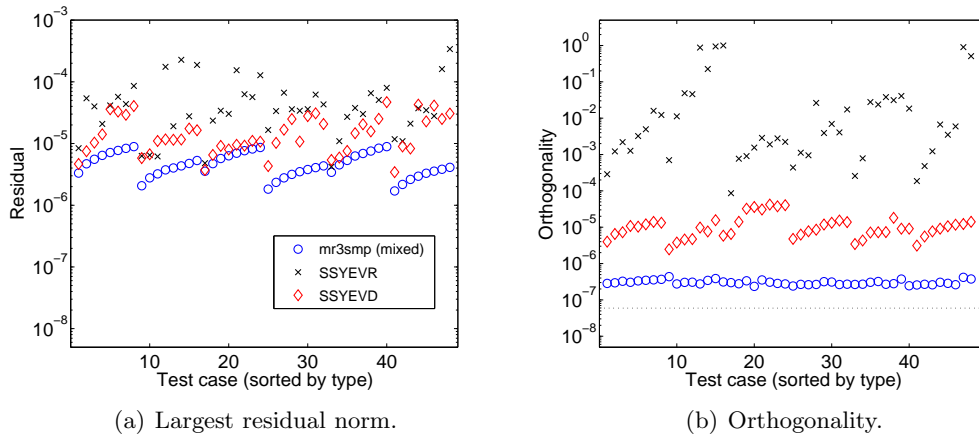 10^-3
10^-4
10^-5
10^-6
10^-7
10^-8
Residual
mr3smp (mixed)
SSYEVR
SSYEVD
10 20 30 40
Test case (sorted by type)
(a) Largest residual norm.
10^0
10^-1
10^-2
10^-3
10^-4
10^-5
10^-6
10^-7
10^-8
Orthogonality
10 20 30 40
Test case (sorted by type)
(b) Orthogonality.